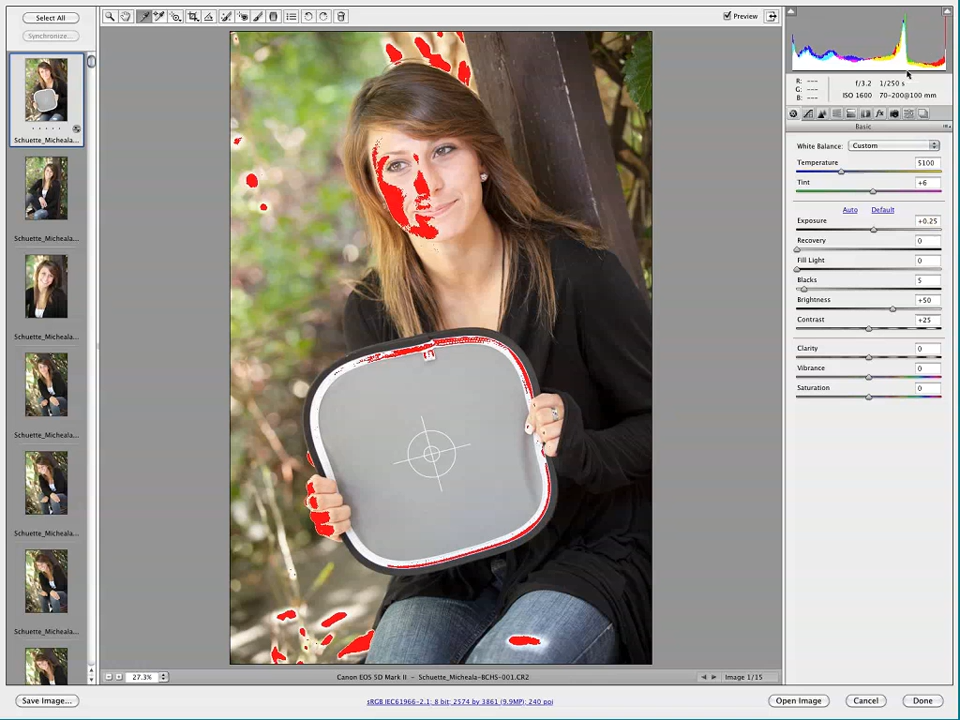 Select All
Synchronize...
Preview
Schuette_Micheala...
Schuette_Micheala...
Schuette_Micheala...
Schuette_Micheala...
Schuette_Micheala...
Schuette_Micheala...
R: ---
G: ---
B: ---
f/3.2 1/250 s
ISO 1600 70-200@100 mm
Basic
White Balance: Custom
Temperature 5100
Tint +6
Auto Default
Exposure +0.25
Recovery 0
Fill Light 0
Blacks 5
Brightness +50
Contrast +25
Clarity 0
Vibrance 0
Saturation 0
27.3%
Canon EOS 5D Mark II - Schuette_Micheala-BCHS-001.CR2
Image 1/15
Save Image...
sRGB IEC61966-2.1; 8 bit; 2574 by 3861 (9.9MP); 240 ppi
Open Image
Cancel
Done